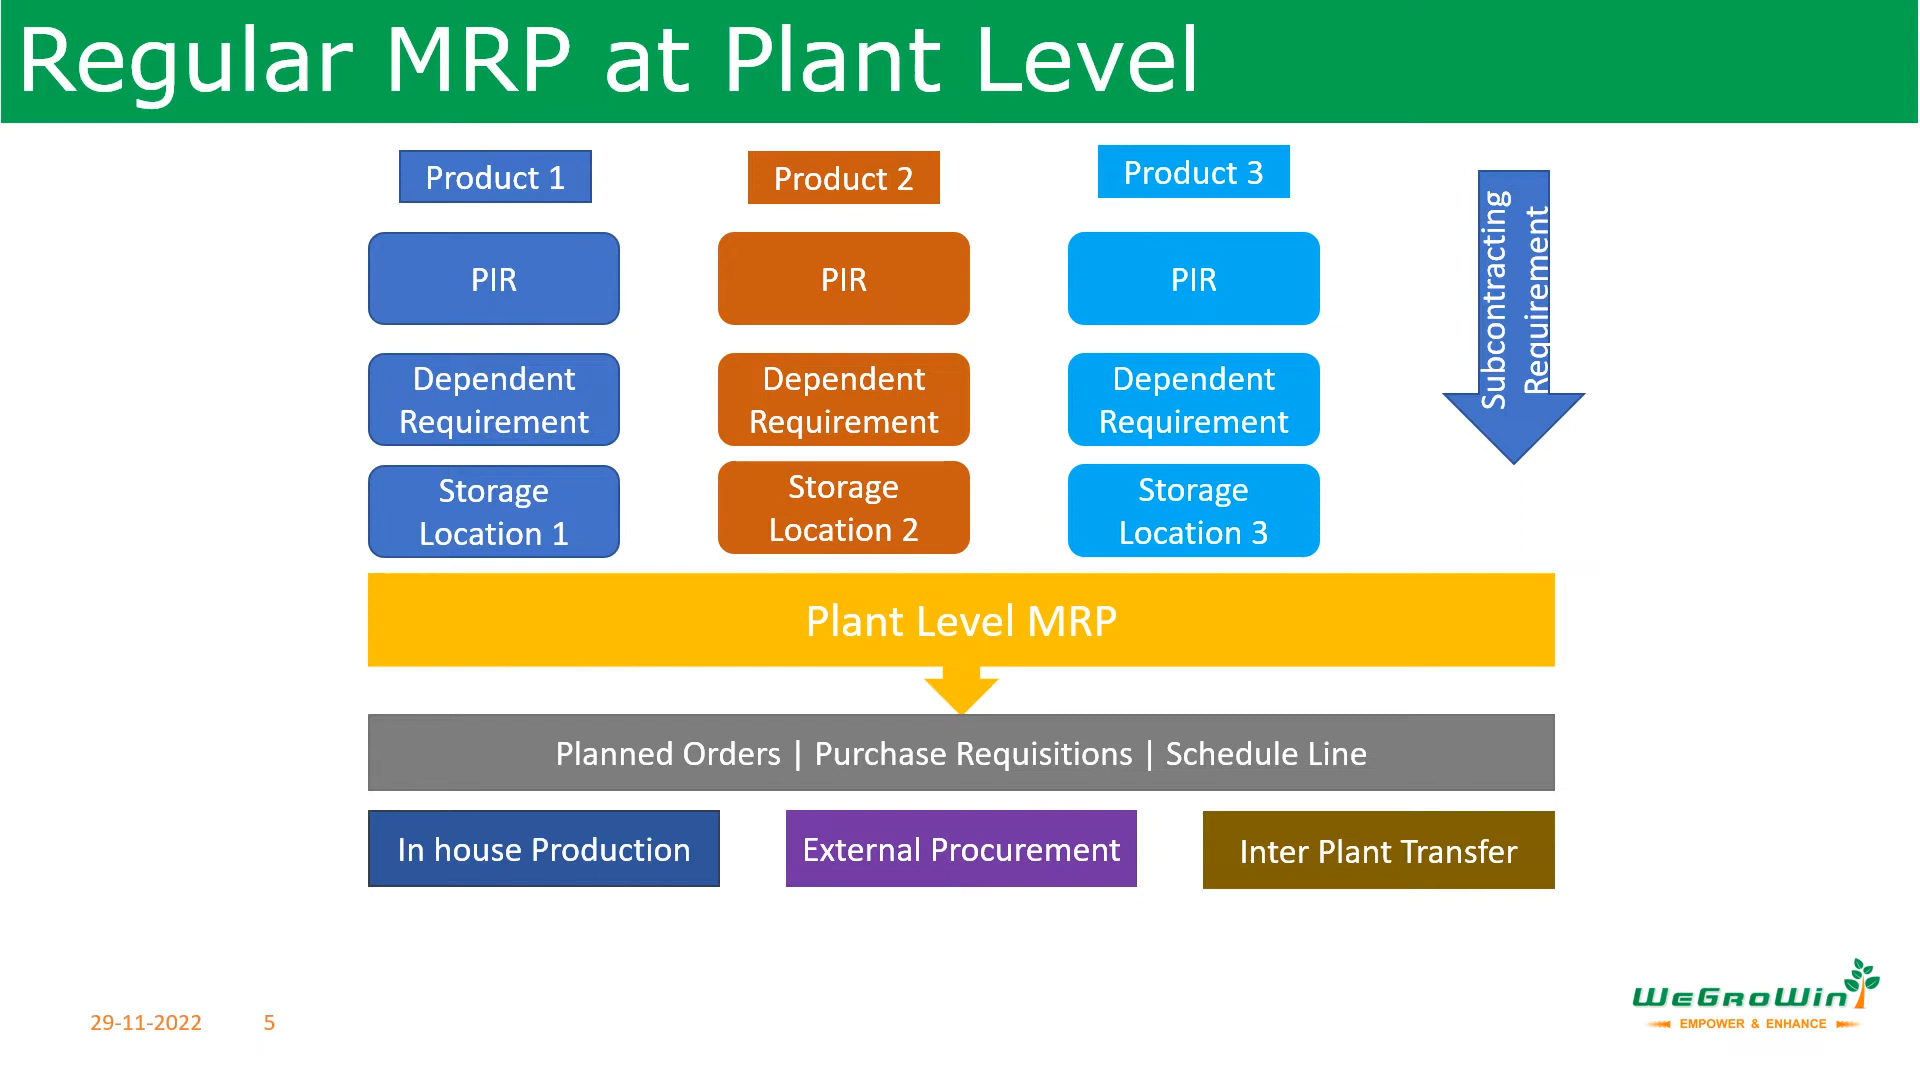 Regular MRP at Plant Level
Product 1
Product 2
Product 3
PIR
PIR
PIR
Subcontracting
Requirement
Dependent
Requirement
Dependent
Requirement
Dependent
Requirement
Storage
Location 1
Storage
Location 2
Storage
Location 3
Plant Level MRP
Planned Orders | Purchase Requisitions | Schedule Line
In house Production
External Procurement
Inter Plant Transfer
29-11-2022
5
WeGroWin
EMPOWER & ENHANCE